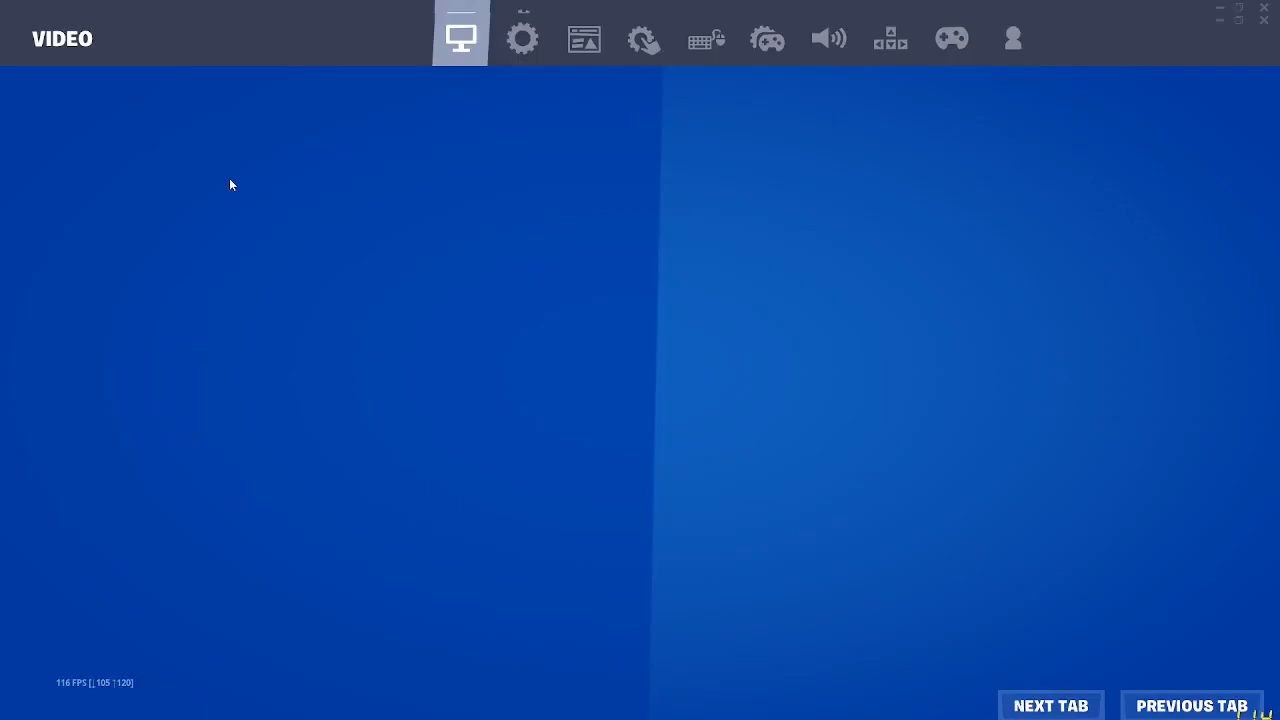 VIDEO
116 FPS [↓105 ↑120]
NEXT TAB
PREVIOUS TAB